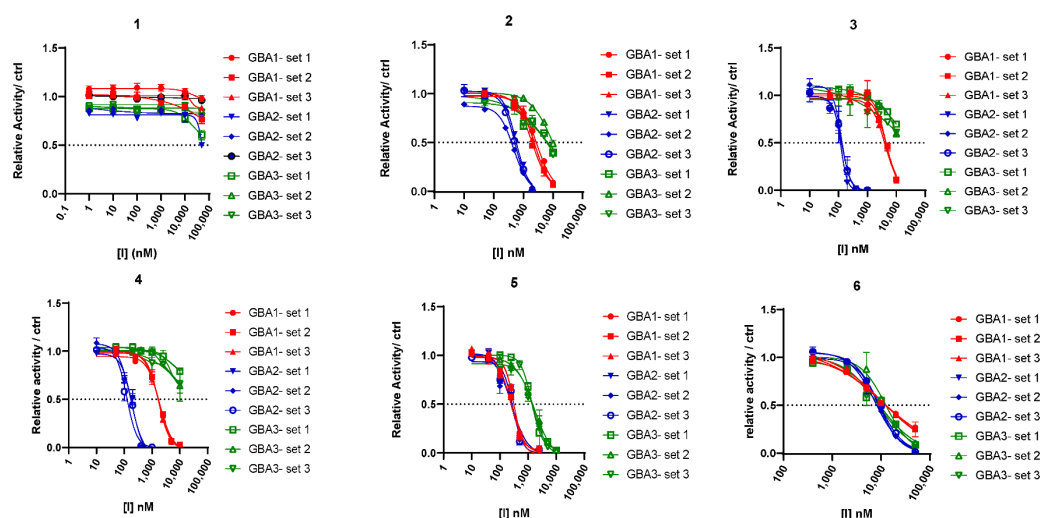 1
Relative Activity/ ctrl
1.5
1.0
0.5
0.0
0.1
1
10
100
1,000
10,000
100,000
[I] (nM)
GBA1- set 1
GBA1- set 2
GBA1- set 3
GBA2- set 1
GBA2- set 2
GBA2- set 3
GBA3- set 1
GBA3- set 2
GBA3- set 3
2
Relative Activity/ ctrl
1.5
1.0
0.5
0.0
1
10
100
1,000
10,000
100,000
[I] nM
GBA1- set 1
GBA1- set 2
GBA1- set 3
GBA2- set 1
GBA2- set 2
GBA2- set 3
GBA3- set 1
GBA3- set 2
GBA3- set 3
3
Relative Activity/ ctrl
1.5
1.0
0.5
0.0
1
10
100
1,000
10,000
100,000
[I] nM
GBA1- set 1
GBA1- set 2
GBA1- set 3
GBA2- set 1
GBA2- set 2
GBA2- set 3
GBA3- set 1
GBA3- set 2
GBA3- set 3
4
Relative activity / ctrl
1.5
1.0
0.5
0.0
1
10
100
1,000
10,000
100,000
[I] nM
GBA1- set 1
GBA1- set 2
GBA1- set 3
GBA2- set 1
GBA2- set 2
GBA2- set 3
GBA3- set 1
GBA3- set 2
GBA3- set 3
5
Relative Activity/ ctrl
1.5
1.0
0.5
0.0
1
10
100
1,000
10,000
100,000
[I] nM
GBA1- set 1
GBA1- set 2
GBA1- set 3
GBA2- set 1
GBA2- set 2
GBA2- set 3
GBA3- set 1
GBA3- set 2
GBA3- set 3
6
relative activity/ ctrl
1.5
1.0
0.5
0.0
100
1,000
10,000
100,000
[I] nM
GBA1- set 1
GBA1- set 2
GBA1- set 3
GBA2- set 1
GBA2- set 2
GBA2- set 3
GBA3- set 1
GBA3- set 2
GBA3- set 3